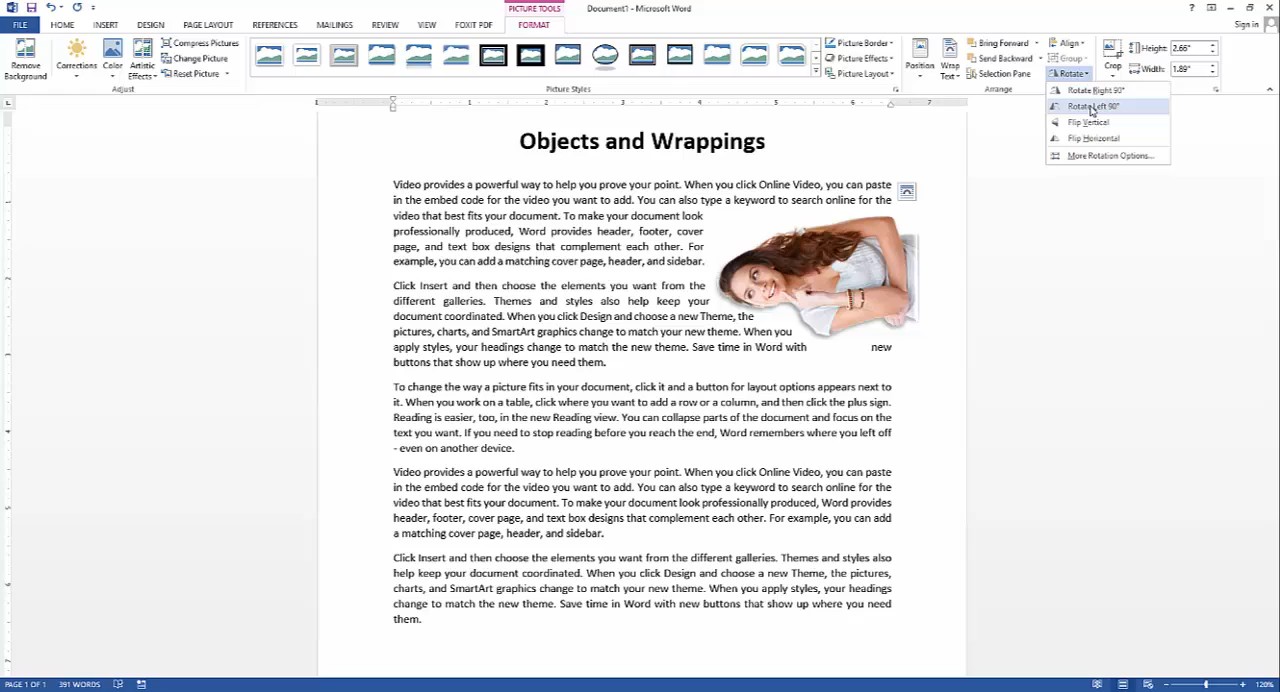 PICTURE TOOLS
Document1 - Microsoft Word
Sign in
FILE HOME INSERT DESIGN PAGE LAYOUT REFERENCES MAILINGS REVIEW VIEW FOXIT PDF FORMAT
Remove Background
Corrections
Color
Artistic Effects
Compress Pictures
Change Picture
Reset Picture
Adjust
Picture Styles
Picture Border
Picture Effects
Picture Layout
Position
Wrap Text
Bring Forward
Send Backward
Selection Pane
Align
Group
Rotate
Arrange
Crop
Height: 2.66"
Width: 1.89"
Rotate Right 90°
Rotate Left 90°
Flip Vertical
Flip Horizontal
More Rotation Options...
1 1 2 3 4 5 6 7
Objects and Wrappings
Video provides a powerful way to help you prove your point. When you click Online Video, you can paste
in the embed code for the video you want to add. You can also type a keyword to search online for the
video that best fits your document. To make your document look
professionally produced, Word provides header, footer, cover
page, and text box designs that complement each other. For
example, you can add a matching cover page, header, and sidebar.
Click Insert and then choose the elements you want from the
different galleries. Themes and styles also help keep your
document coordinated. When you click Design and choose a new Theme, the
pictures, charts, and SmartArt graphics change to match your new theme. When you
apply styles, your headings change to match the new theme. Save time in Word with new
buttons that show up where you need them.
To change the way a picture fits in your document, click it and a button for layout options appears next to
it. When you work on a table, click where you want to add a row or a column, and then click the plus sign.
Reading is easier, too, in the new Reading view. You can collapse parts of the document and focus on the
text you want. If you need to stop reading before you reach the end, Word remembers where you left off
- even on another device.
Video provides a powerful way to help you prove your point. When you click Online Video, you can paste
in the embed code for the video you want to add. You can also type a keyword to search online for the
video that best fits your document. To make your document look professionally produced, Word provides
header, footer, cover page, and text box designs that complement each other. For example, you can add
a matching cover page, header, and sidebar.
Click Insert and then choose the elements you want from the different galleries. Themes and styles also
help keep your document coordinated. When you click Design and choose a new Theme, the pictures,
charts, and SmartArt graphics change to match your new theme. When you apply styles, your headings
change to match the new theme. Save time in Word with new buttons that show up where you need
them.
PAGE 1 OF 1 391 WORDS
120%